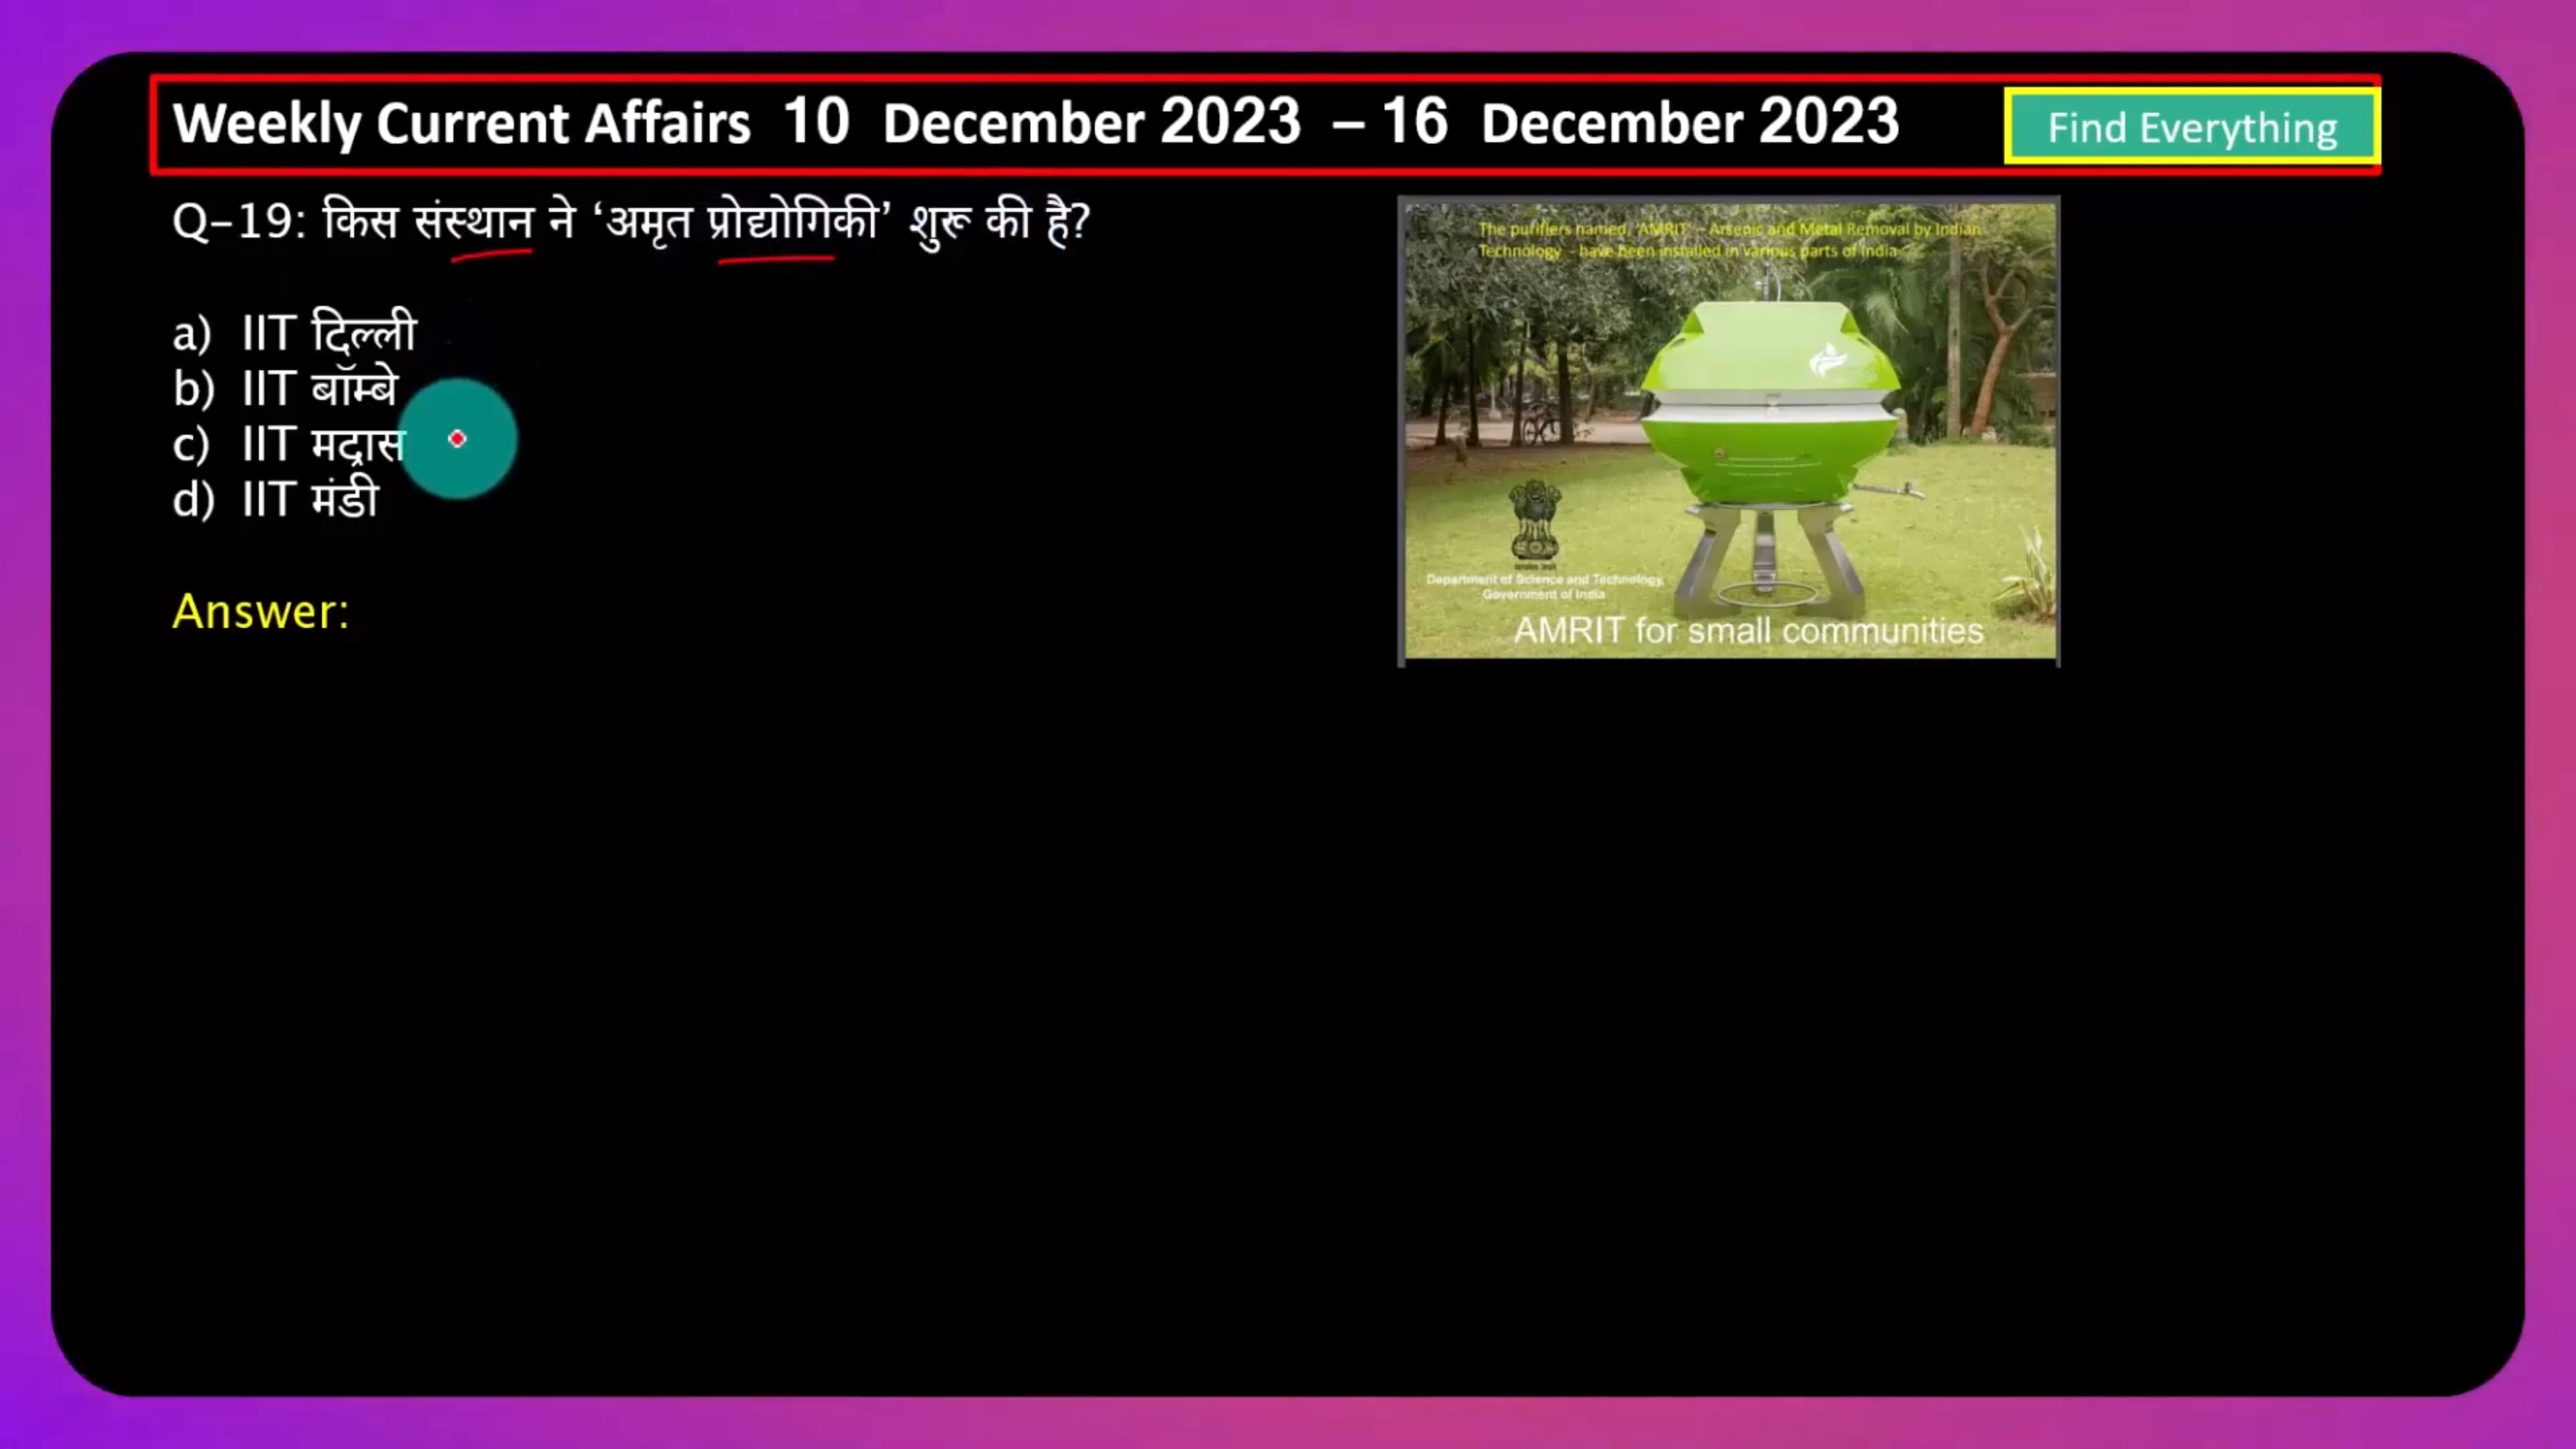 Weekly Current Affairs 10 December 2023 – 16 December 2023
Find Everything
Q-19: किस संस्थान ने ‘अमृत प्रोद्योगिकी’ शुरू की है?
a) IIT दिल्ली
b) IIT बॉम्बे
c) IIT मद्रास
d) IIT मंडी
Answer:
The purifiers named, 'AMRIT' - Arsenic and Metal Removal by Indian
Technology - have been installed in various parts of India
Department of Science and Technology,
Government of India
AMRIT for small communities